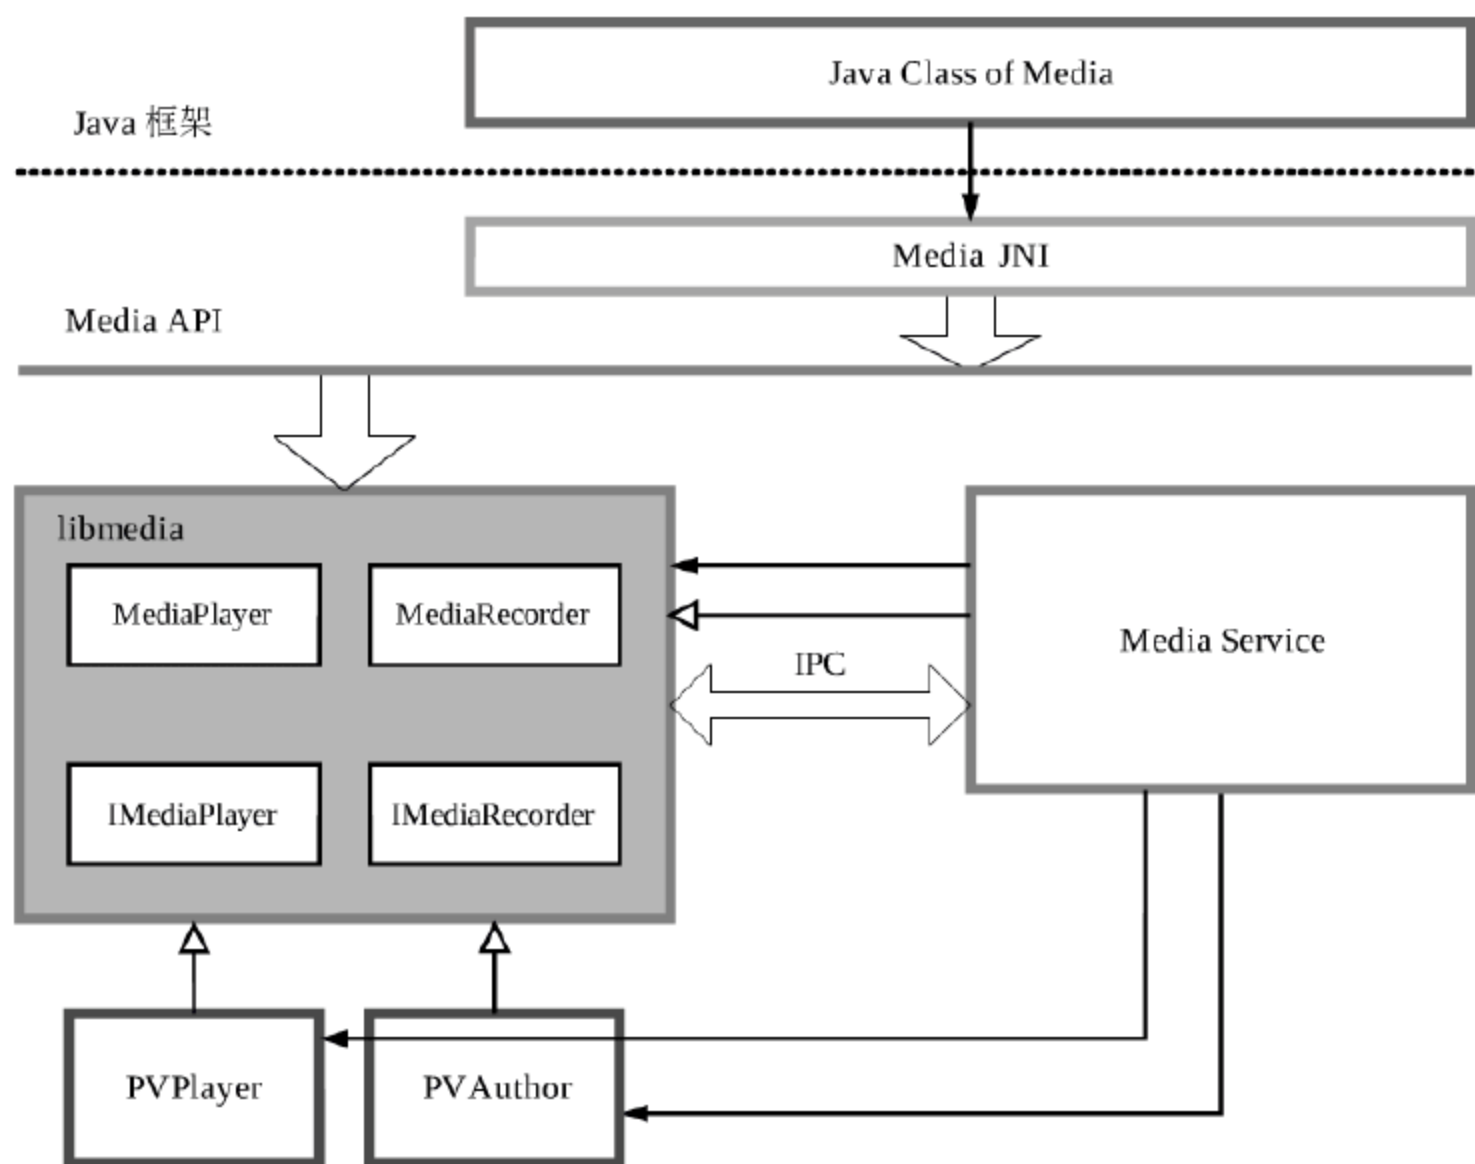 Java Class of Media
Java 框架
Media JNI
Media API
libmedia
MediaPlayer
MediaRecorder
IPC
Media Service
IMediaPlayer
IMediaRecorder
PVPlayer
PVAuthor